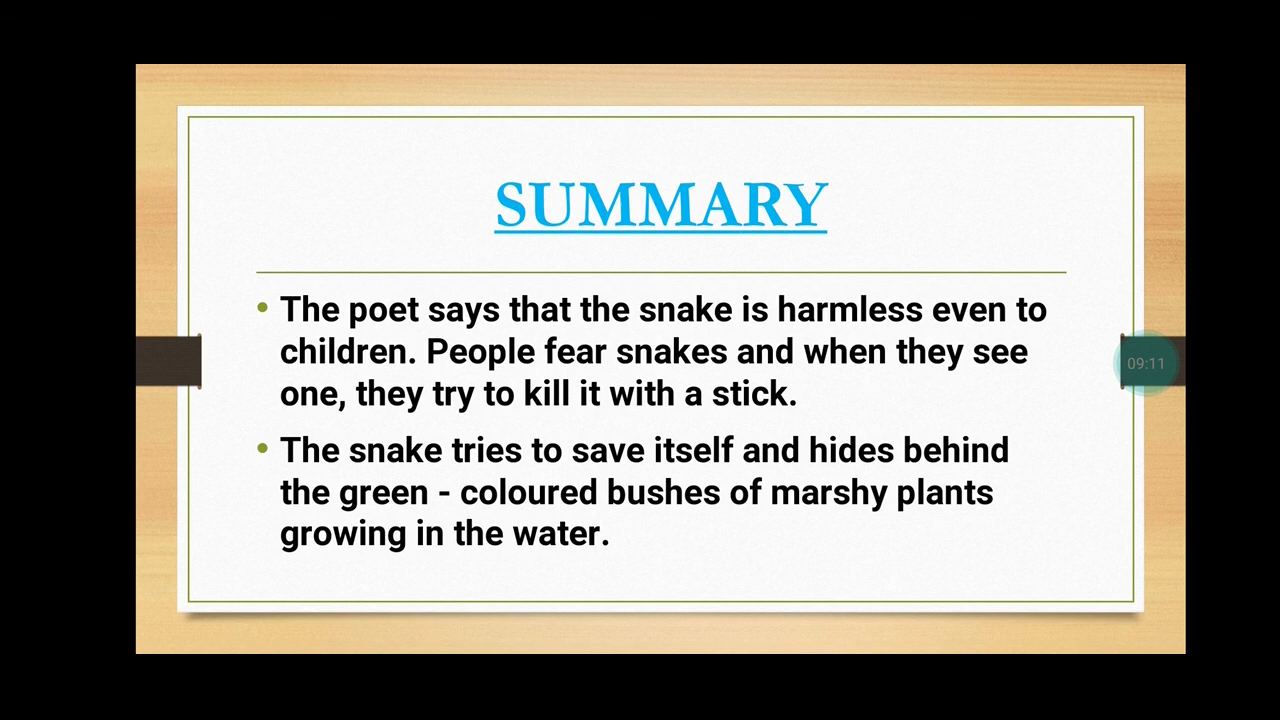 SUMMARY
• The poet says that the snake is harmless even to
children. People fear snakes and when they see
one, they try to kill it with a stick.
• The snake tries to save itself and hides behind
the green - coloured bushes of marshy plants
growing in the water.
09:11